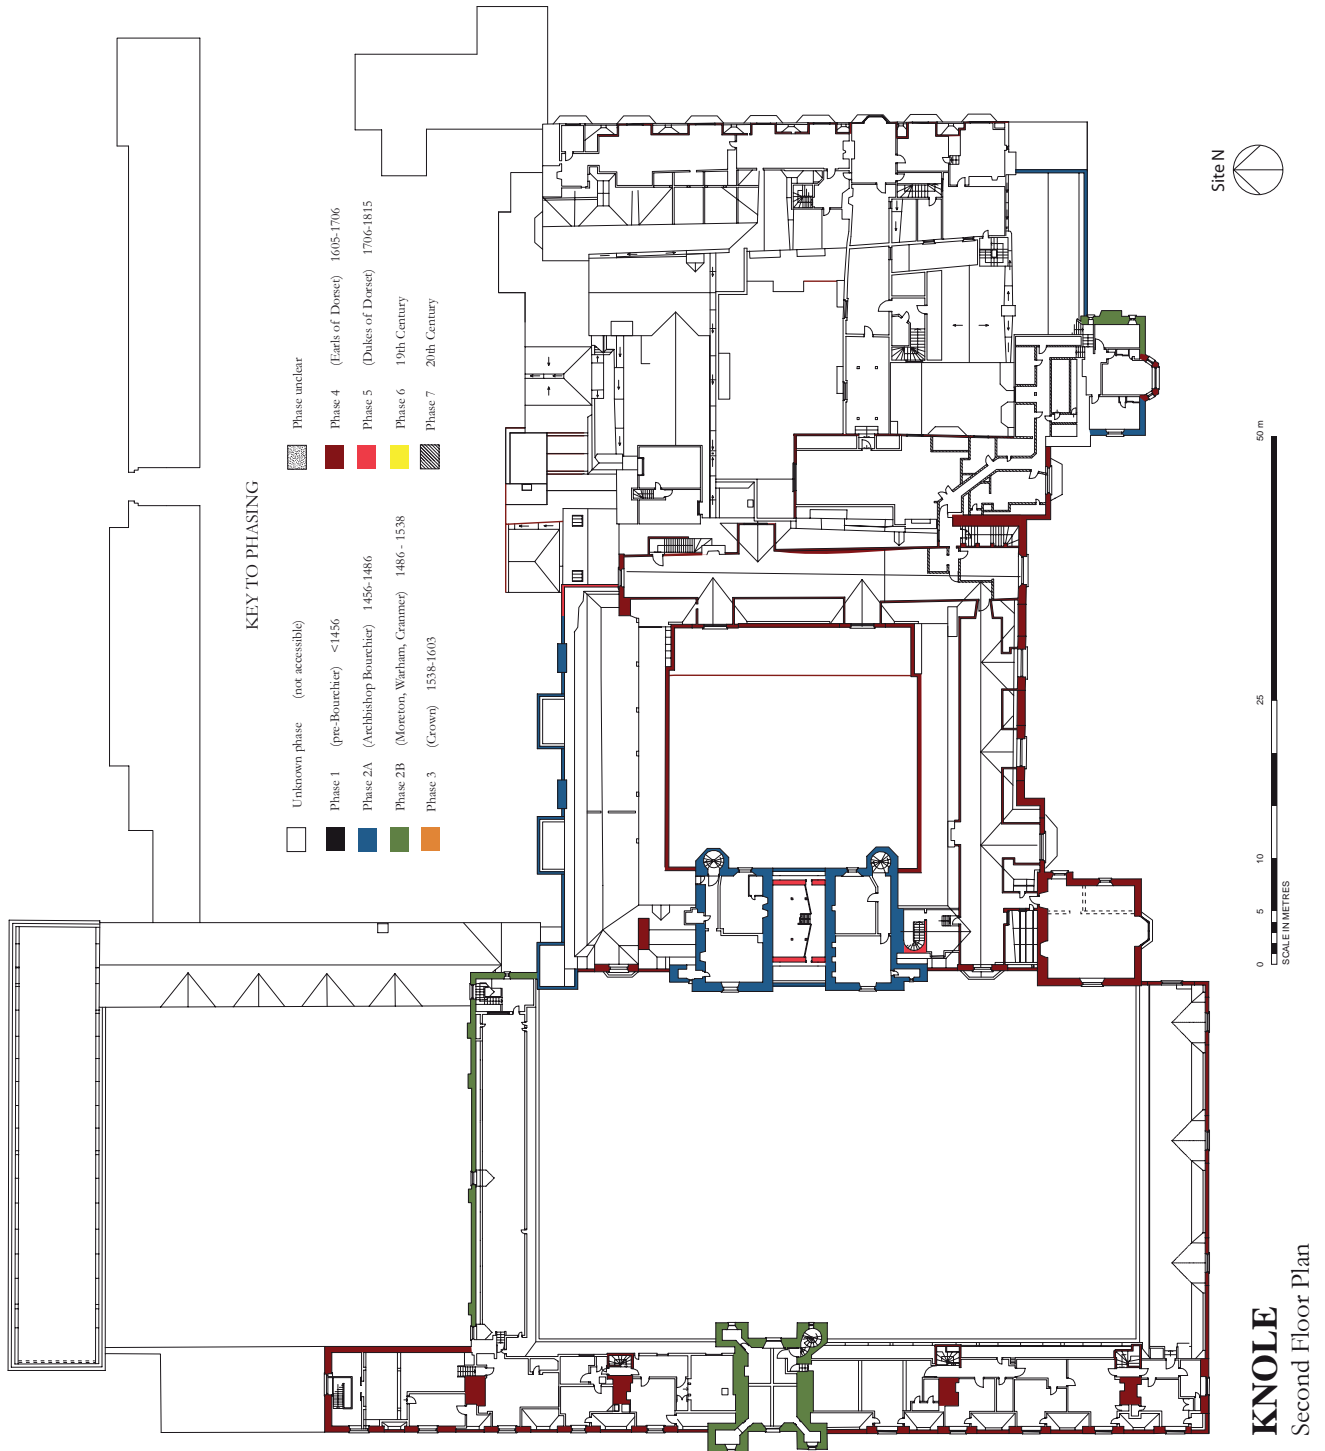 KEY TO PHASING
Unknown phase (not accessible)
Phase 1 (pre-Bourchier) <1456
Phase 2A (Archbishop Bourchier) 1456-1486
Phase 2B (Moreton, Warham, Cranmer) 1486 - 1538
Phase 3 (Crown) 1538-1603
Phase unclear
Phase 4 (Earls of Dorset) 1605-1706
Phase 5 (Dukes of Dorset) 1706-1815
Phase 6 19th Century
Phase 7 20th Century
Site N
0 5 10 25 50 m
SCALE IN METRES
KNOLE
Second Floor Plan